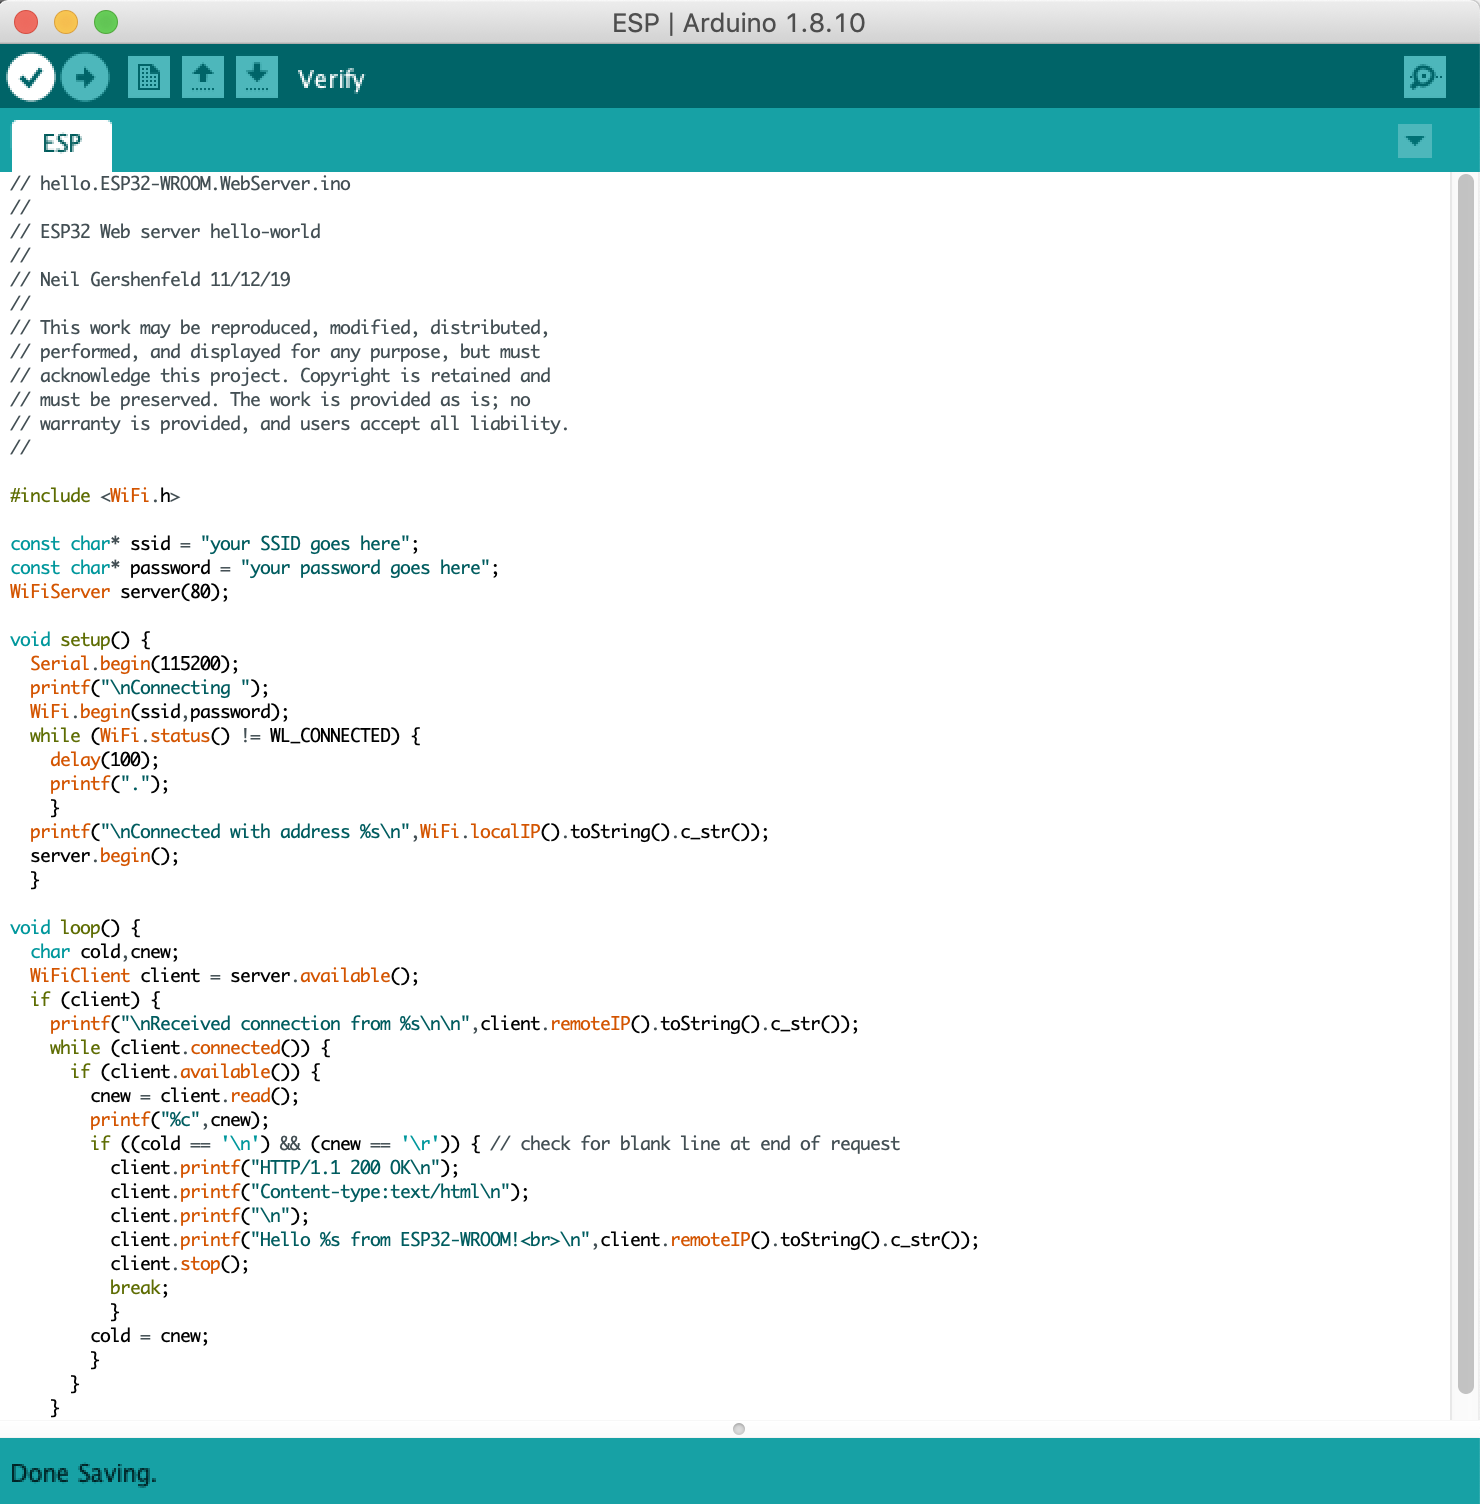 ESP | Arduino 1.8.10
Verify
ESP
// hello.ESP32-WROOM.WebServer.ino
//
// ESP32 Web server hello-world
//
// Neil Gershenfeld 11/12/19
//
// This work may be reproduced, modified, distributed,
// performed, and displayed for any purpose, but must
// acknowledge this project. Copyright is retained and
// must be preserved. The work is provided as is; no
// warranty is provided, and users accept all liability.
//

#include <WiFi.h>

const char* ssid = "your SSID goes here";
const char* password = "your password goes here";
WiFiServer server(80);

void setup() {
  Serial.begin(115200);
  printf("\nConnecting ");
  WiFi.begin(ssid,password);
  while (WiFi.status() != WL_CONNECTED) {
    delay(100);
    printf(".");
    }
  printf("\nConnected with address %s\n",WiFi.localIP().toString().c_str());
  server.begin();
  }

void loop() {
  char cold,cnew;
  WiFiClient client = server.available();
  if (client) {
    printf("\nReceived connection from %s\n\n",client.remoteIP().toString().c_str());
    while (client.connected()) {
      if (client.available()) {
        cnew = client.read();
        printf("%c",cnew);
        if ((cold == '\n') && (cnew == '\r')) { // check for blank line at end of request
          client.printf("HTTP/1.1 200 OK\n");
          client.printf("Content-type:text/html\n");
          client.printf("\n");
          client.printf("Hello %s from ESP32-WROOM!<br>\n",client.remoteIP().toString().c_str());
          client.stop();
          break;
          }
        cold = cnew;
        }
      }
    }
Done Saving.